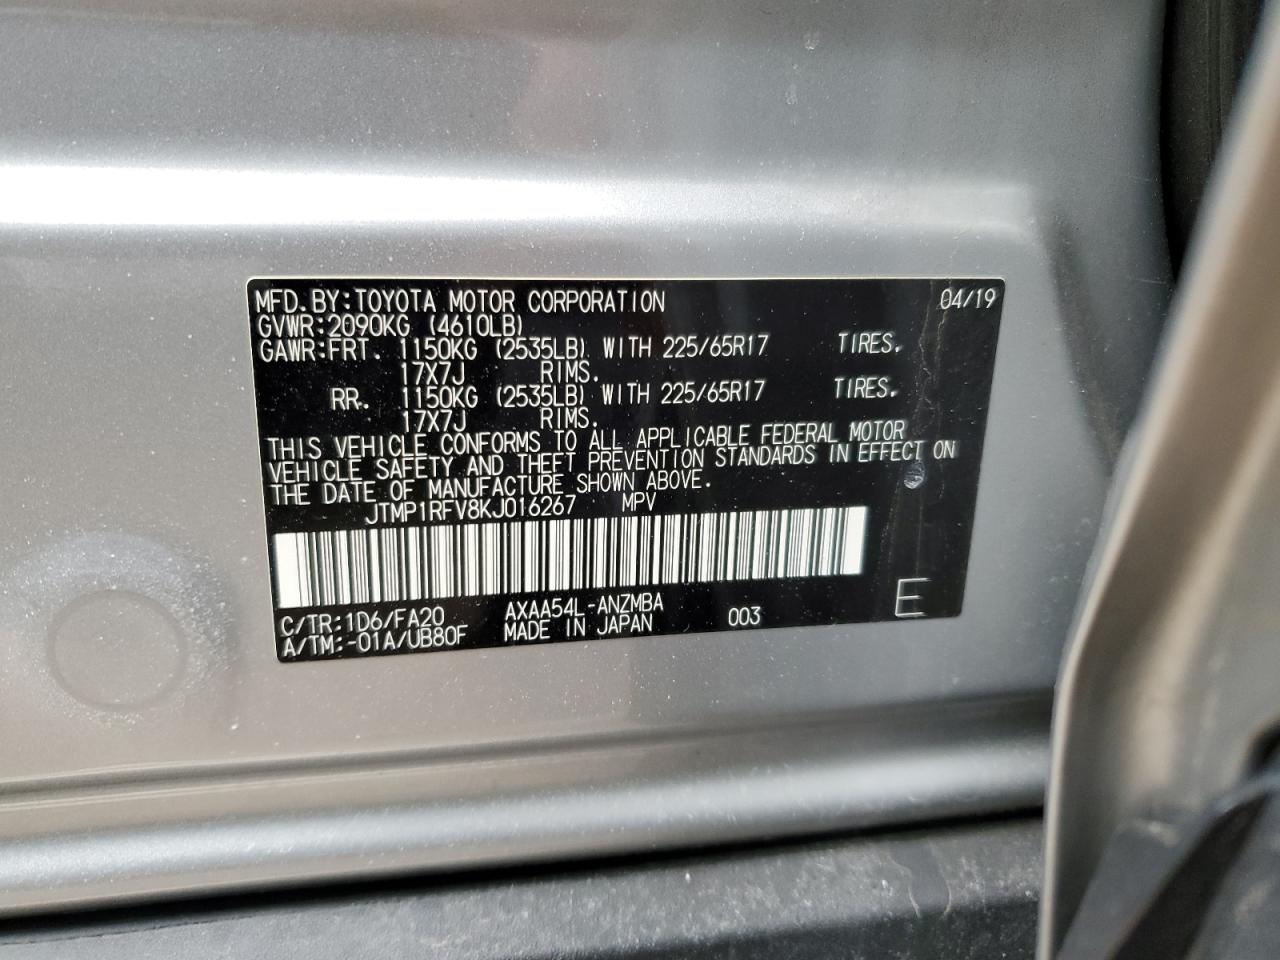 MFD.BY:TOYOTA MOTOR CORPORATION 04/19
GVWR:2090KG (4610LB)
GAWR:FRT. 1150KG (2535LB) WITH 225/65R17 TIRES.
17X7J RIMS.
RR. 1150KG (2535LB) WITH 225/65R17 TIRES.
17X7J RIMS.
THIS VEHICLE CONFORMS TO ALL APPLICABLE FEDERAL MOTOR
VEHICLE SAFETY AND THEFT PREVENTION STANDARDS IN EFFECT ON
THE DATE OF MANUFACTURE SHOWN ABOVE.
JTMP1RFV8KJ016267 MPV
C/TR:1D6/FA20 AXAA54L-ANZMBA 003 E
A/TM:-01A/UB80F MADE IN JAPAN